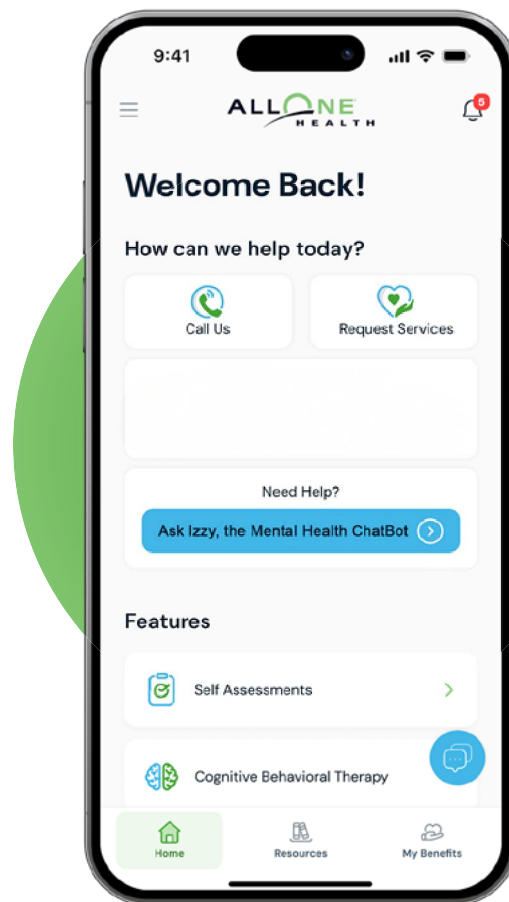 9:41
ALLONE
HEALTH
5
Welcome Back!
How can we help today?
Call Us
Request Services
Need Help?
Ask Izzy, the Mental Health ChatBot
Features
Self Assessments
Cognitive Behavioral Therapy
Home
Resources
My Benefits